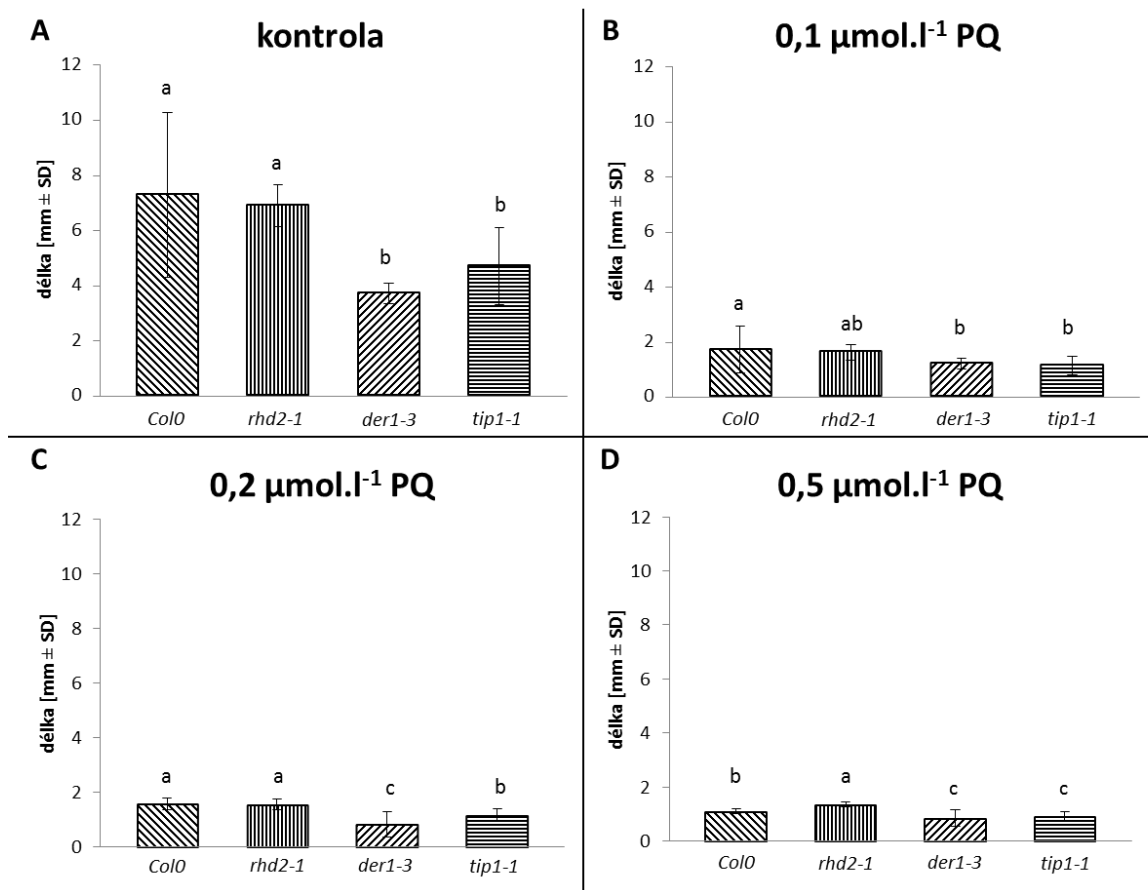 A
kontrola
délka [mm ± SD]
12
10
8
6
4
2
0
a
a
b
b
Col0
rhd2-1
der1-3
tip1-1
B
0,1 µmol.l⁻¹ PQ
délka [mm ± SD]
12
10
8
6
4
2
0
a
ab
b
b
Col0
rhd2-1
der1-3
tip1-1
C
0,2 µmol.l⁻¹ PQ
délka [mm ± SD]
12
10
8
6
4
2
0
a
a
c
b
Col0
rhd2-1
der1-3
tip1-1
D
0,5 µmol.l⁻¹ PQ
délka [mm ± SD]
12
10
8
6
4
2
0
b
a
c
c
Col0
rhd2-1
der1-3
tip1-1